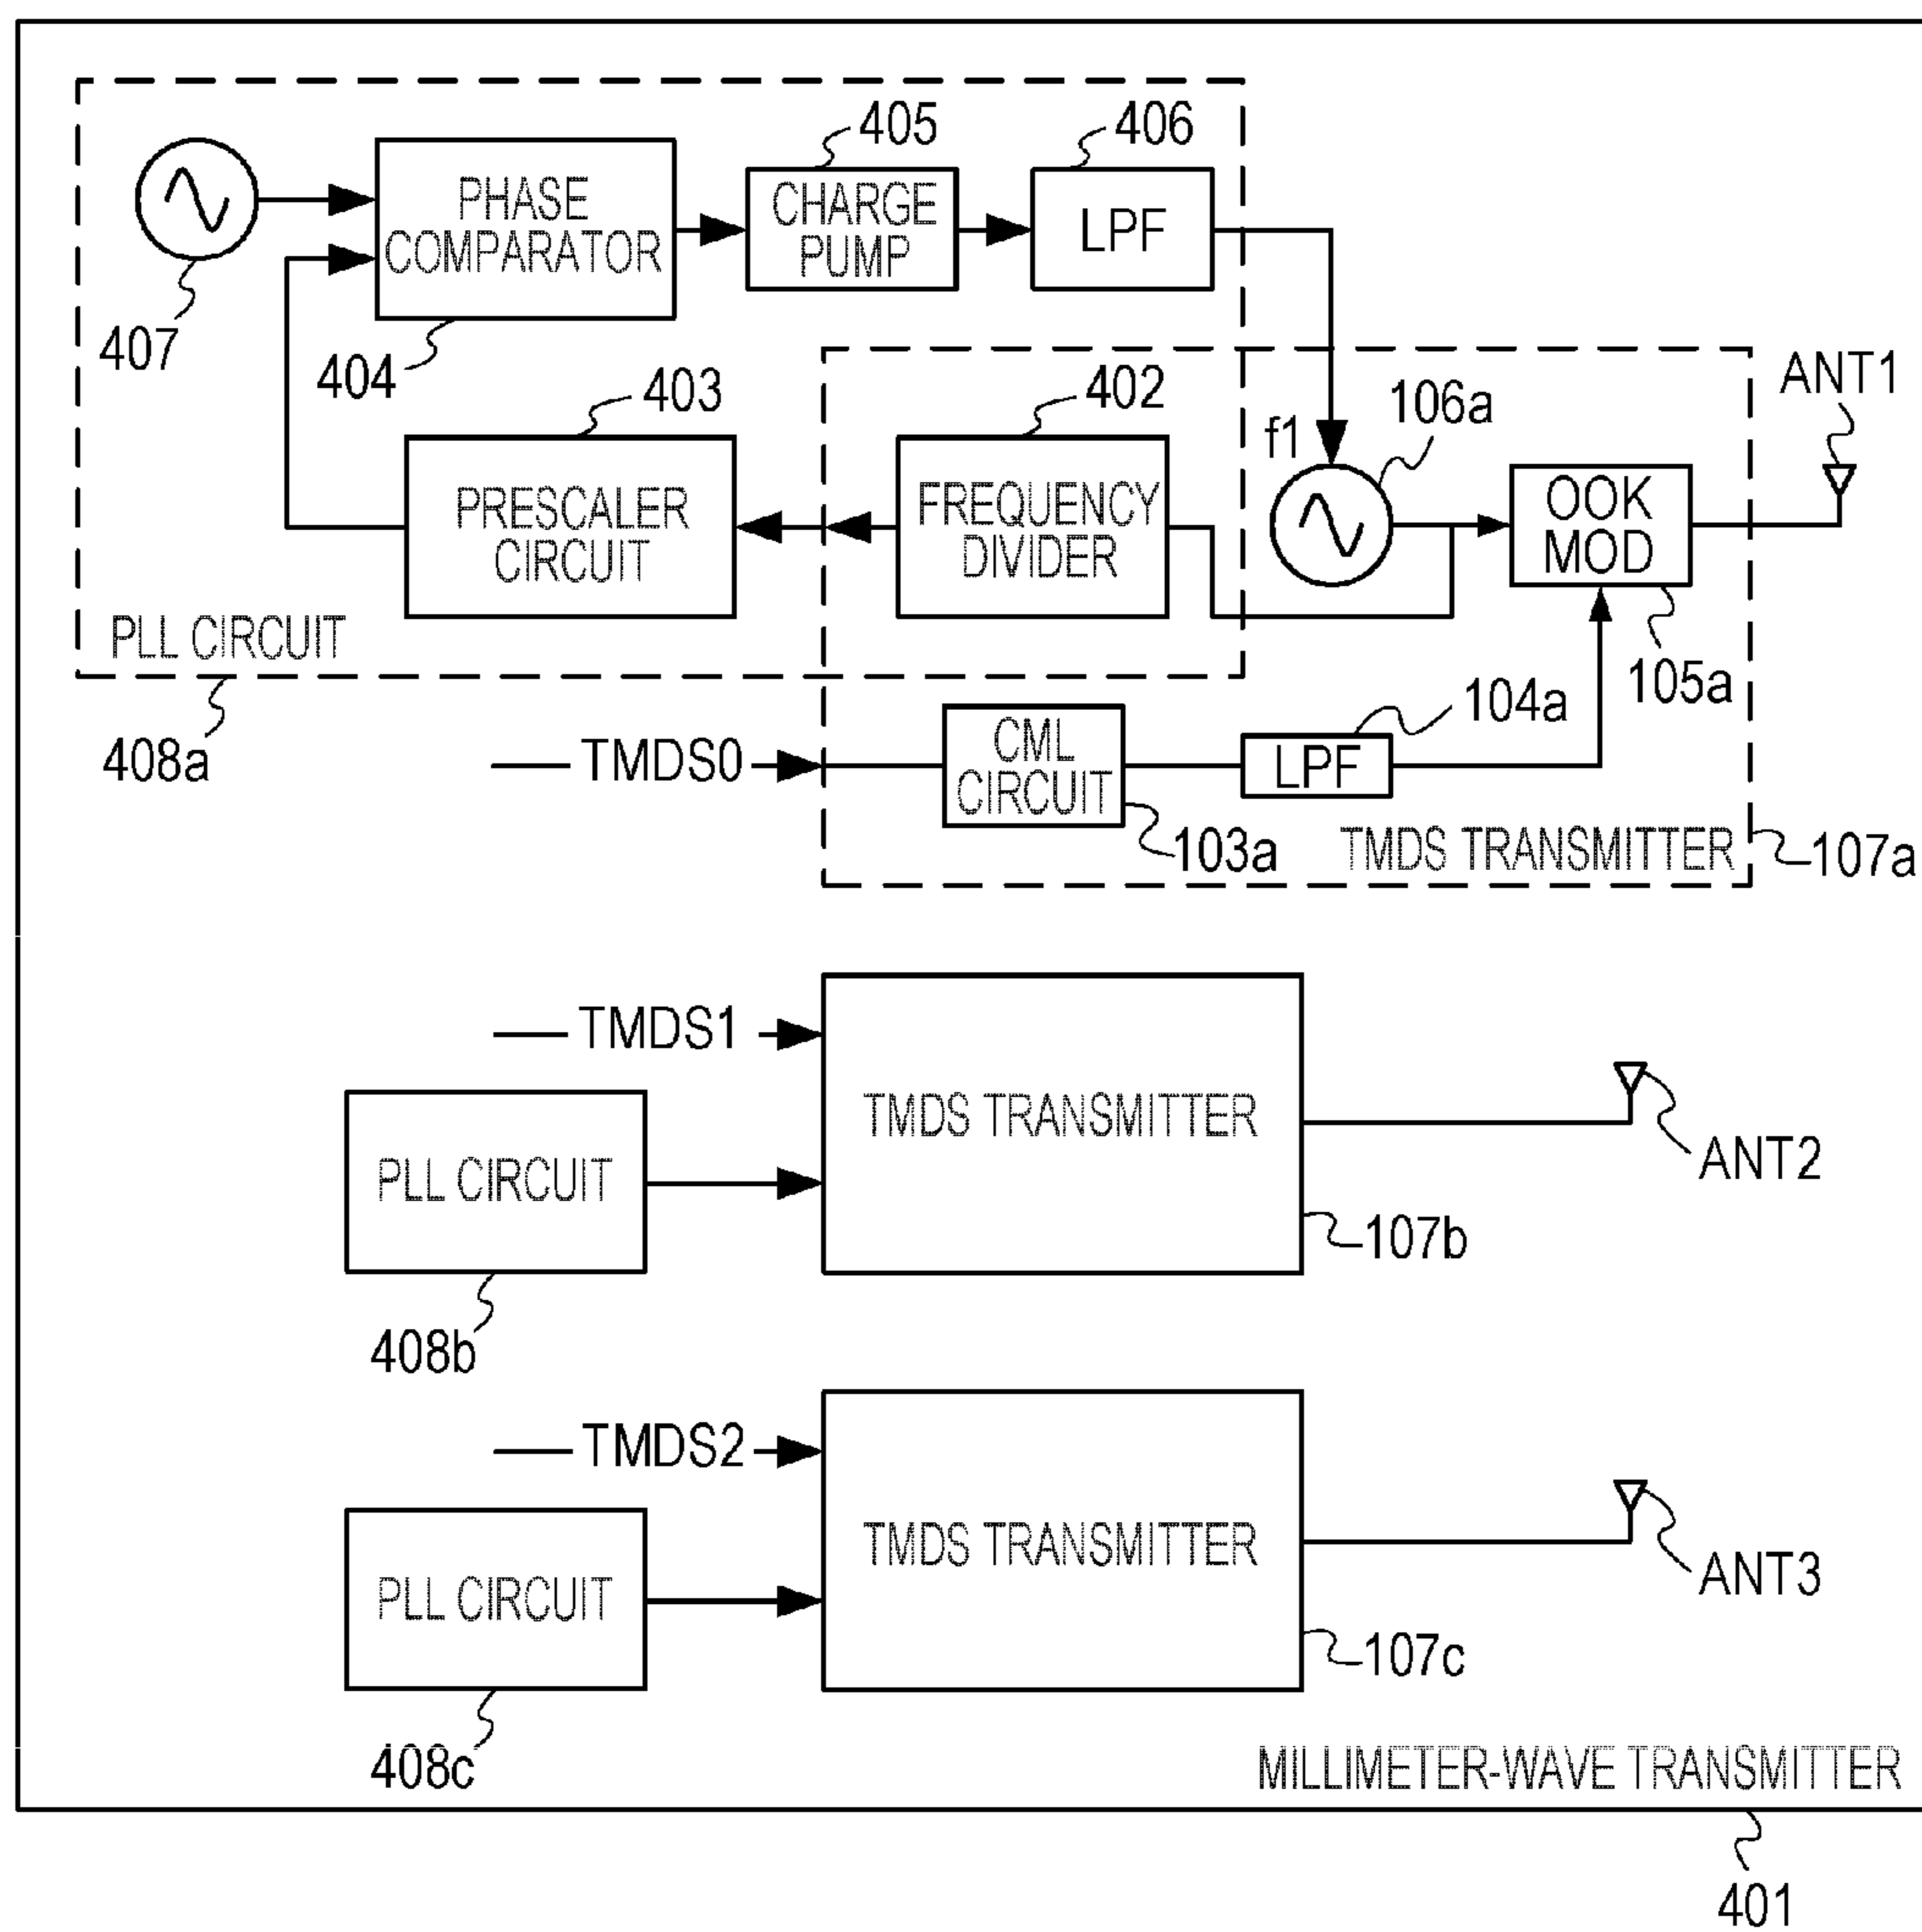 405
406
PHASE
COMPARATOR
CHARGE
PUMP
LPF
407
404
403
402
f1
106a
ANT1
PRESCALER
CIRCUIT
FREQUENCY
DIVIDER
OOK
MOD
PLL CIRCUIT
408a
105a
104a
TMDS0
CML
CIRCUIT
LPF
103a
TMDS TRANSMITTER
107a
TMDS1
TMDS TRANSMITTER
PLL CIRCUIT
ANT2
107b
408b
TMDS2
TMDS TRANSMITTER
PLL CIRCUIT
ANT3
107c
408c
MILLIMETER-WAVE TRANSMITTER
401